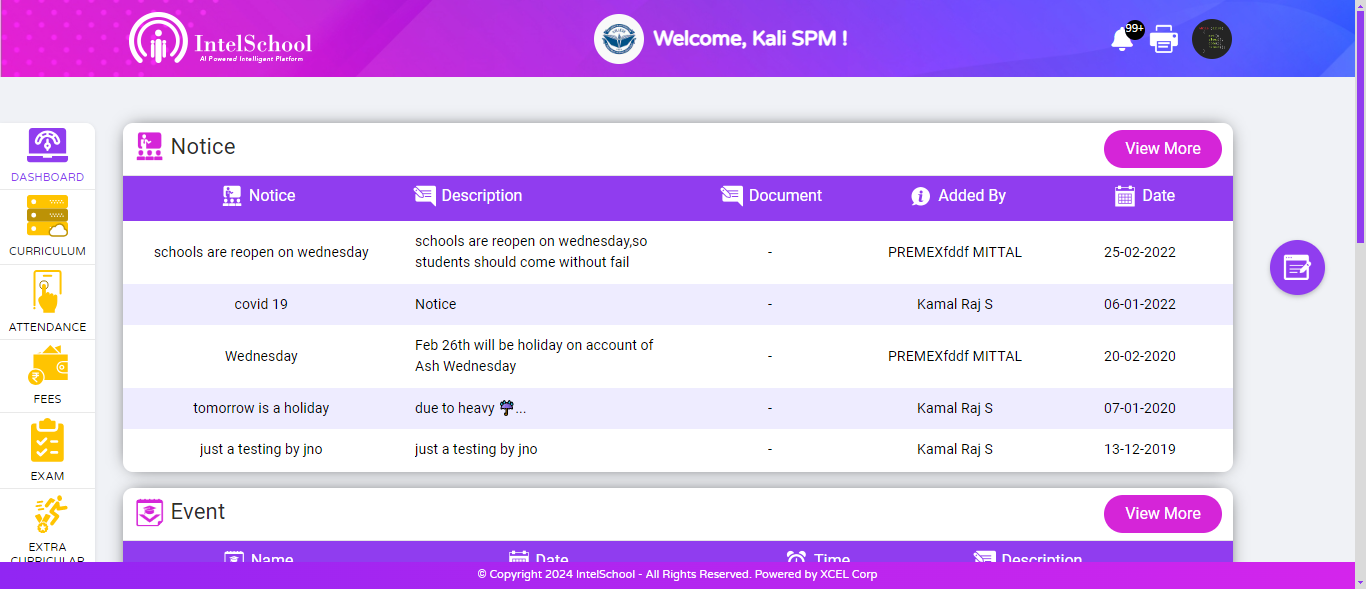 IntelSchool
AI Powered Intelligent Platform
Welcome, Kali SPM !
99+
DASHBOARD
CURRICULUM
ATTENDANCE
FEES
EXAM
EXTRA
CURRICULAR
Notice
View More
Notice Description Document Added By Date
schools are reopen on wednesday schools are reopen on wednesday,so - PREMEXfddf MITTAL 25-02-2022
students should come without fail
covid 19 Notice - Kamal Raj S 06-01-2022
Wednesday Feb 26th will be holiday on account of - PREMEXfddf MITTAL 20-02-2020
Ash Wednesday
tomorrow is a holiday due to heavy ☔... - Kamal Raj S 07-01-2020
just a testing by jno just a testing by jno - Kamal Raj S 13-12-2019
Event
View More
Name Date Time Description
© Copyright 2024 IntelSchool - All Rights Reserved. Powered by XCEL Corp